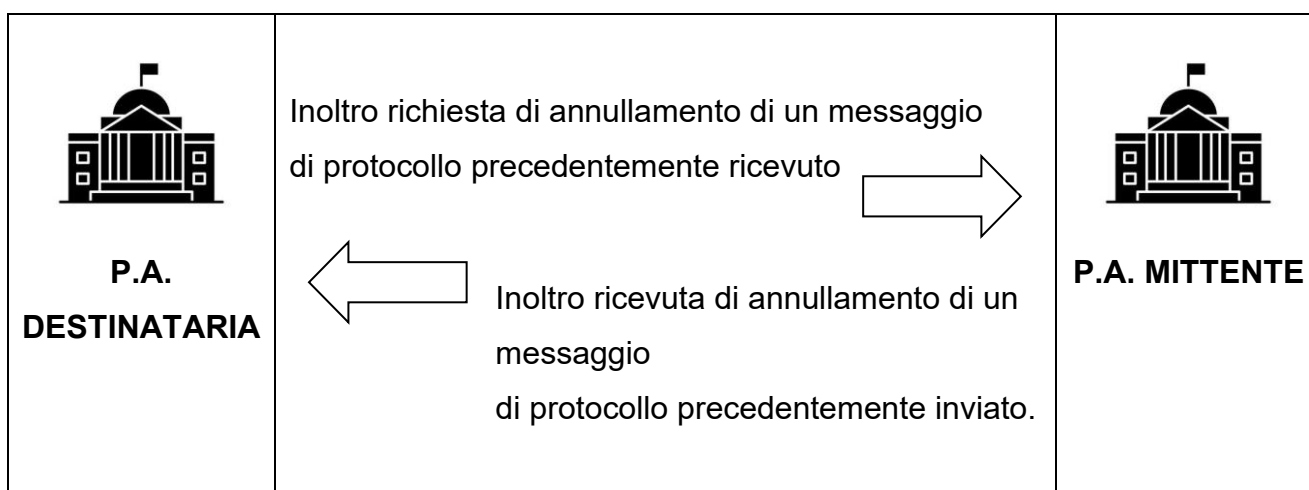 Inoltro richiesta di annullamento di un messaggio
di protocollo precedentemente ricevuto
P.A.
DESTINATARIA
Inoltro ricevuta di annullamento di un
messaggio
di protocollo precedentemente inviato.
P.A. MITTENTE